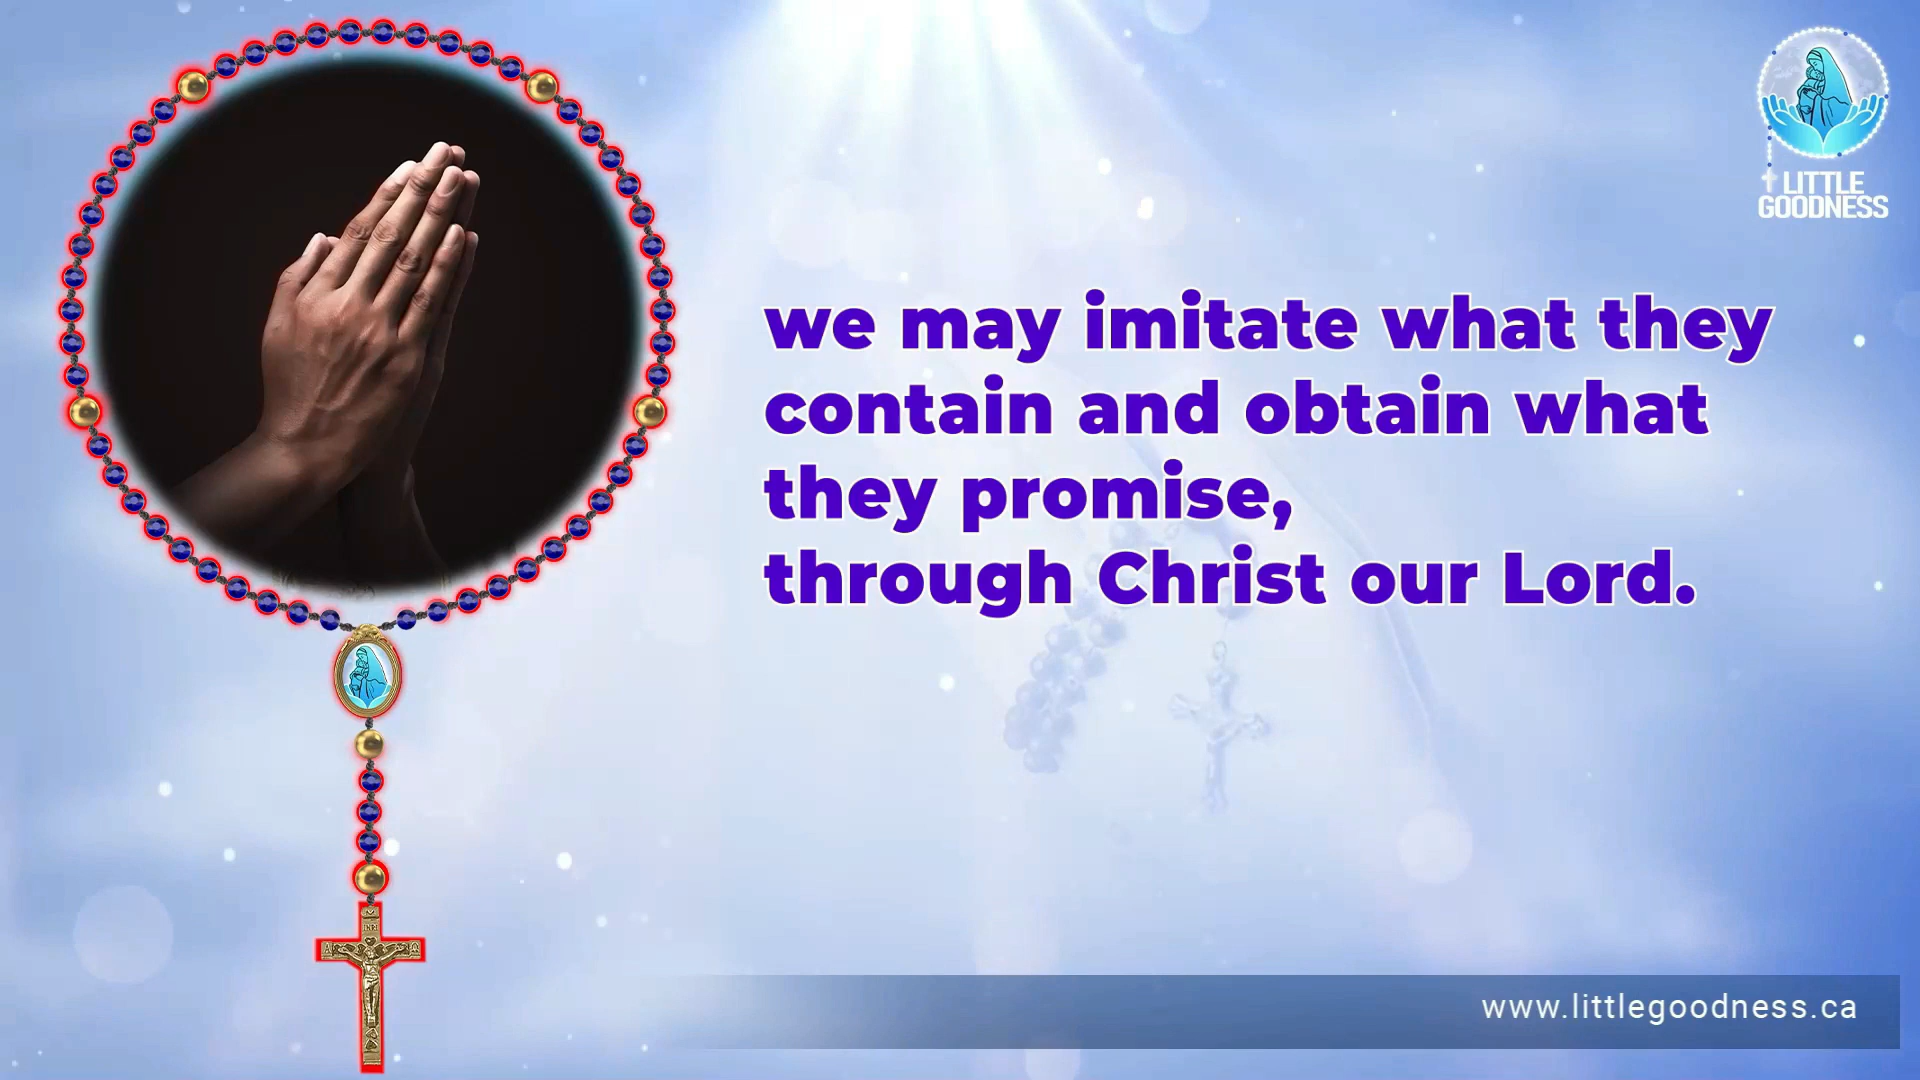 LITTLE
GOODNESS
we may imitate what they
contain and obtain what
they promise,
through Christ our Lord.
INRI
A Ω
www.littlegoodness.ca